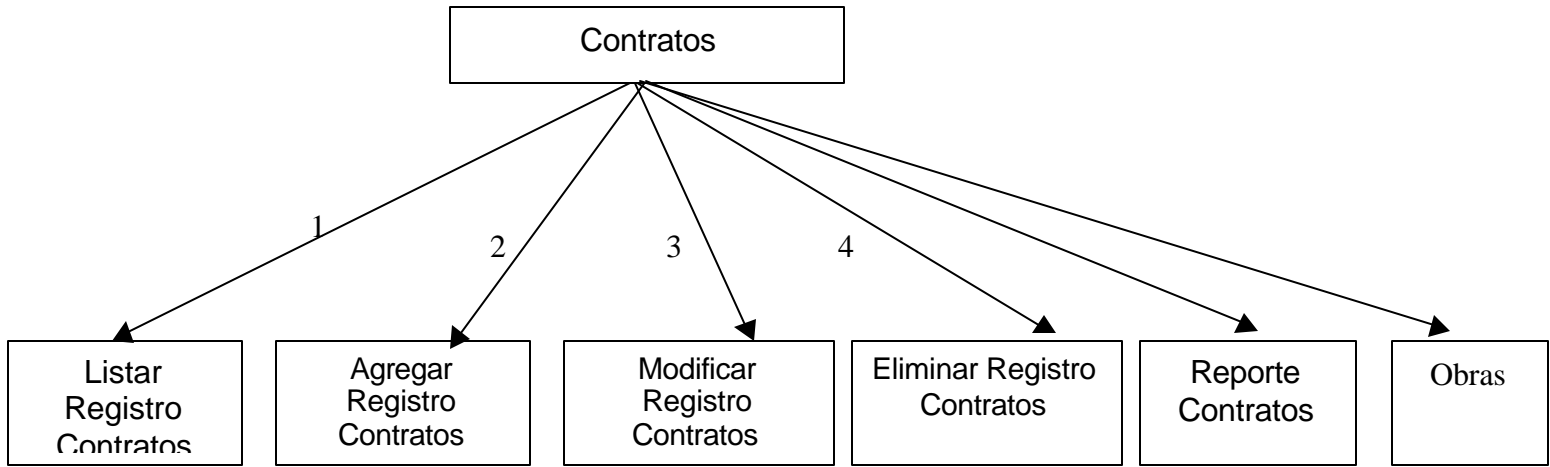 Contratos
1
2
3
4
Listar
Registro
Contratos
Agregar
Registro
Contratos
Modificar
Registro
Contratos
Eliminar Registro
Contratos
Reporte
Contratos
Obras